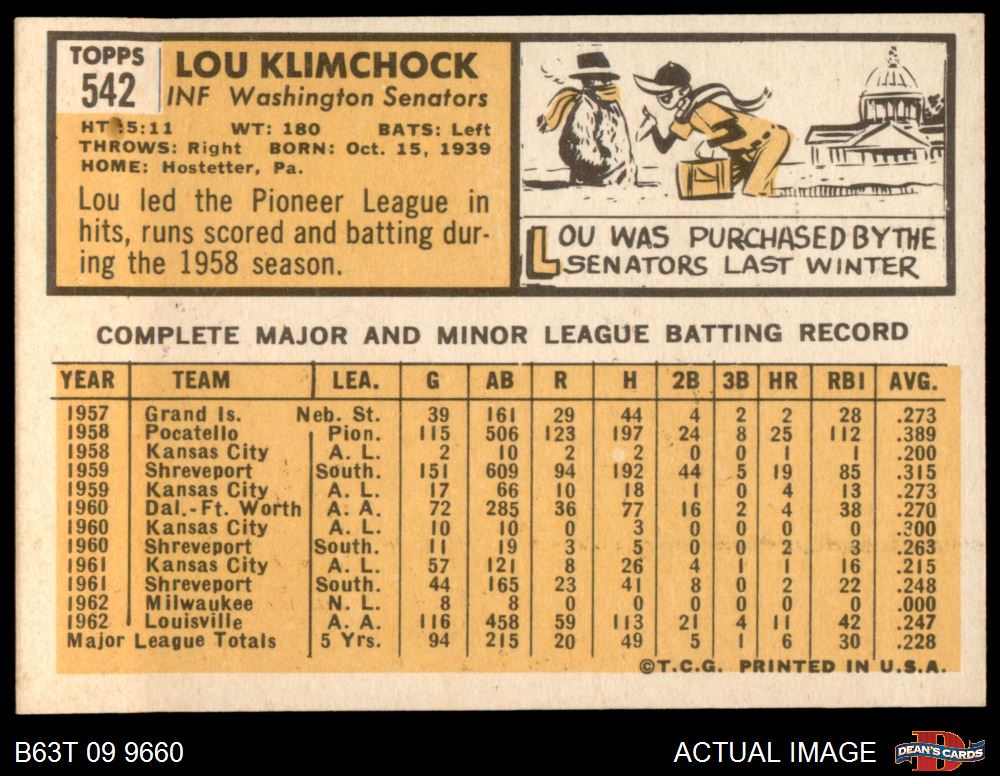 TOPPS
542
LOU KLIMCHOCK
INF Washington Senators
HT:5:11 WT: 180 BATS: Left
THROWS: Right BORN: Oct. 15, 1939
HOME: Hostetter, Pa.
Lou led the Pioneer League in
hits, runs scored and batting dur-
ing the 1958 season.
LOU WAS PURCHASED BY THE
SENATORS LAST WINTER
COMPLETE MAJOR AND MINOR LEAGUE BATTING RECORD
YEAR TEAM LEA. G AB R H 2B 3B HR RBI AVG.
1957 Grand Is. Neb. St. 39 161 29 44 4 2 2 28 .273
1958 Pocatello Pion. 115 506 123 197 24 8 25 112 .389
1958 Kansas City A. L. 2 10 2 2 0 0 1 1 .200
1959 Shreveport South. 151 609 94 192 44 5 19 85 .315
1959 Kansas City A. L. 17 66 10 18 1 0 4 13 .273
1960 Dal.-Ft. Worth A. A. 72 285 36 77 16 2 4 38 .270
1960 Kansas City A. L. 10 10 0 3 0 0 0 0 .300
1960 Shreveport South. 11 19 3 5 0 0 2 3 .263
1961 Kansas City A. L. 57 121 8 26 4 1 1 16 .215
1961 Shreveport South. 44 165 23 41 8 0 2 22 .248
1962 Milwaukee N. L. 8 8 0 0 0 0 0 0 .000
1962 Louisville A. A. 116 458 59 113 21 4 11 42 .247
Major League Totals 5 Yrs. 94 215 20 49 5 1 6 30 .228
©T.C.G. PRINTED IN U.S.A.
B63T 09 9660 ACTUAL IMAGE DEAN'S CARDS